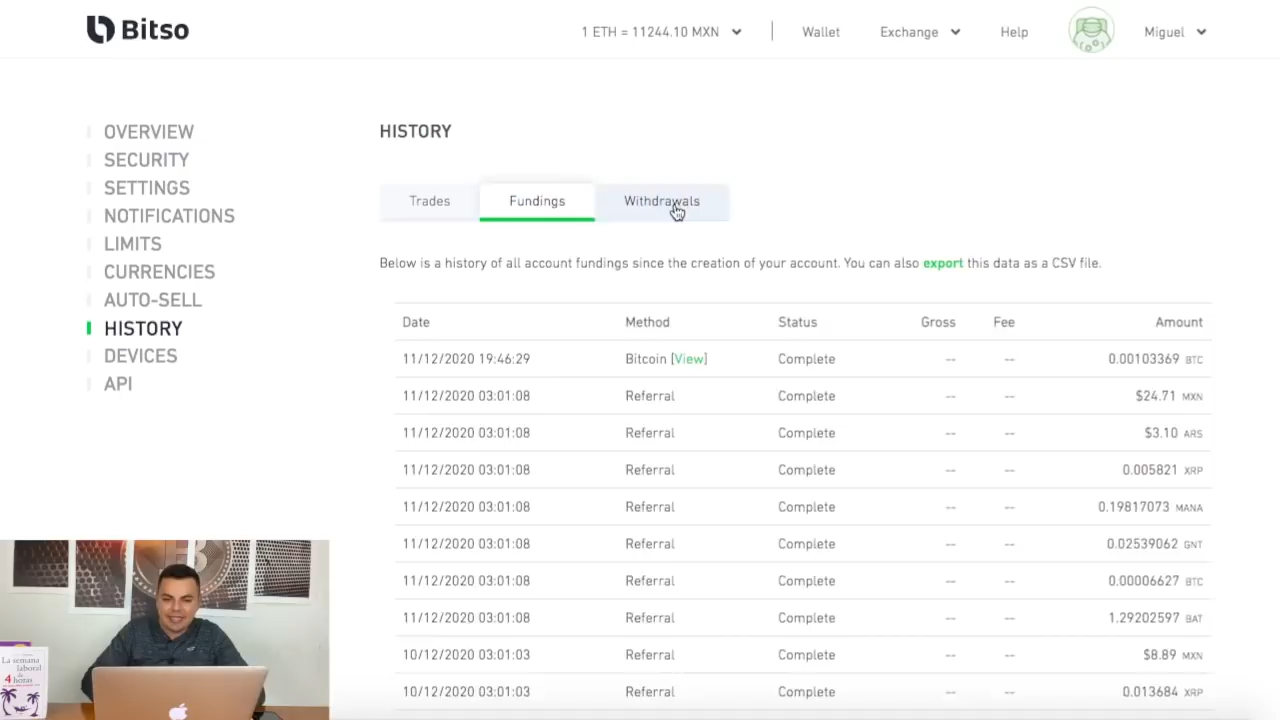 Bitso
1 ETH = 11244.10 MXN
Wallet
Exchange
Help
Miguel
OVERVIEW
SECURITY
SETTINGS
NOTIFICATIONS
LIMITS
CURRENCIES
AUTO-SELL
HISTORY
DEVICES
API
HISTORY
Trades Fundings Withdrawals
Below is a history of all account fundings since the creation of your account. You can also export this data as a CSV file.
Date Method Status Gross Fee Amount
11/12/2020 19:46:29 Bitcoin [View] Complete -- -- 0.00103369 BTC
11/12/2020 03:01:08 Referral Complete -- -- $24.71 MXN
11/12/2020 03:01:08 Referral Complete -- -- $3.10 ARS
11/12/2020 03:01:08 Referral Complete -- -- 0.005821 XRP
11/12/2020 03:01:08 Referral Complete -- -- 0.19817073 MANA
11/12/2020 03:01:08 Referral Complete -- -- 0.02539062 GNT
11/12/2020 03:01:08 Referral Complete -- -- 0.00006627 BTC
11/12/2020 03:01:08 Referral Complete -- -- 1.29202597 BAT
10/12/2020 03:01:03 Referral Complete -- -- $8.89 MXN
10/12/2020 03:01:03 Referral Complete -- -- 0.013684 XRP
La semana
laboral
de
4 horas